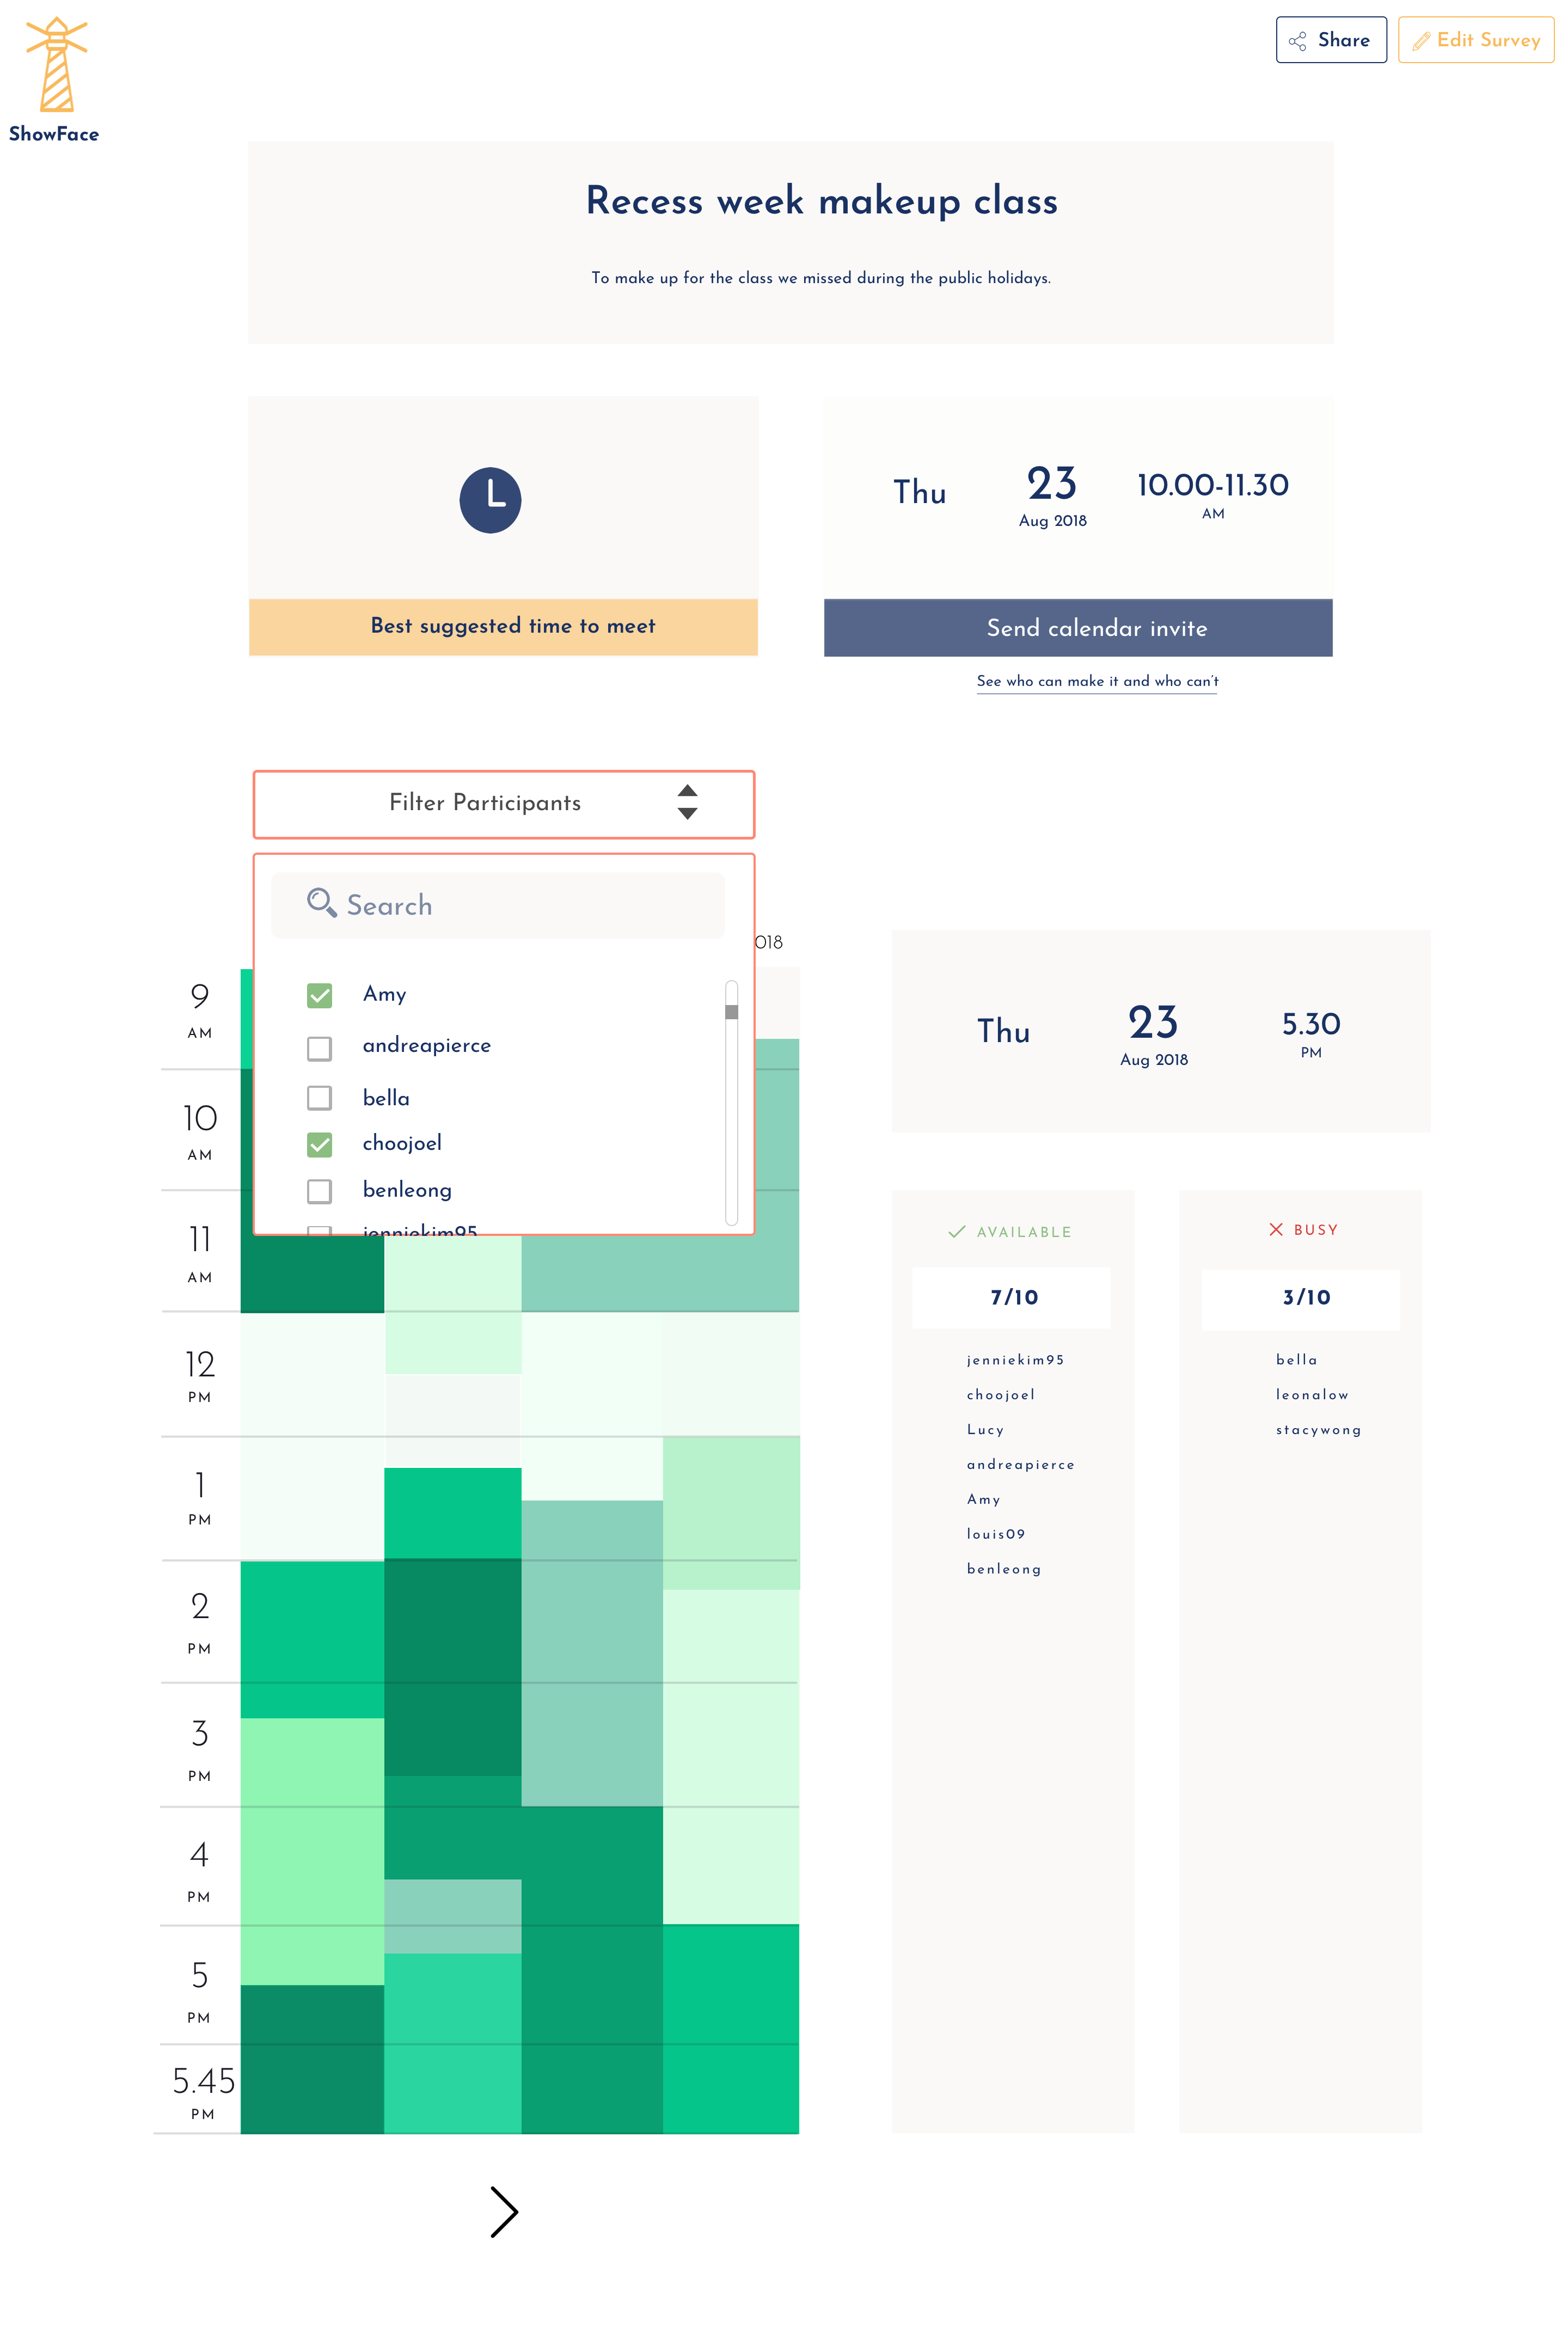 Share
Edit Survey
ShowFace
Recess week makeup class
To make up for the class we missed during the public holidays.
Thu
23
Aug 2018
10.00-11.30
AM
Best suggested time to meet
Send calendar invite
See who can make it and who can't
Filter Participants
Search
018
Amy
andreapierce
bella
choojoel
benleong
jenniekim95
9
AM
10
AM
11
AM
12
PM
1
PM
2
PM
3
PM
4
PM
5
PM
5.45
PM
Thu
23
Aug 2018
5.30
PM
AVAILABLE
7/10
jenniekim95
choojoel
Lucy
andreapierce
Amy
louis09
benleong
BUSY
3/10
bella
leonalow
stacywong